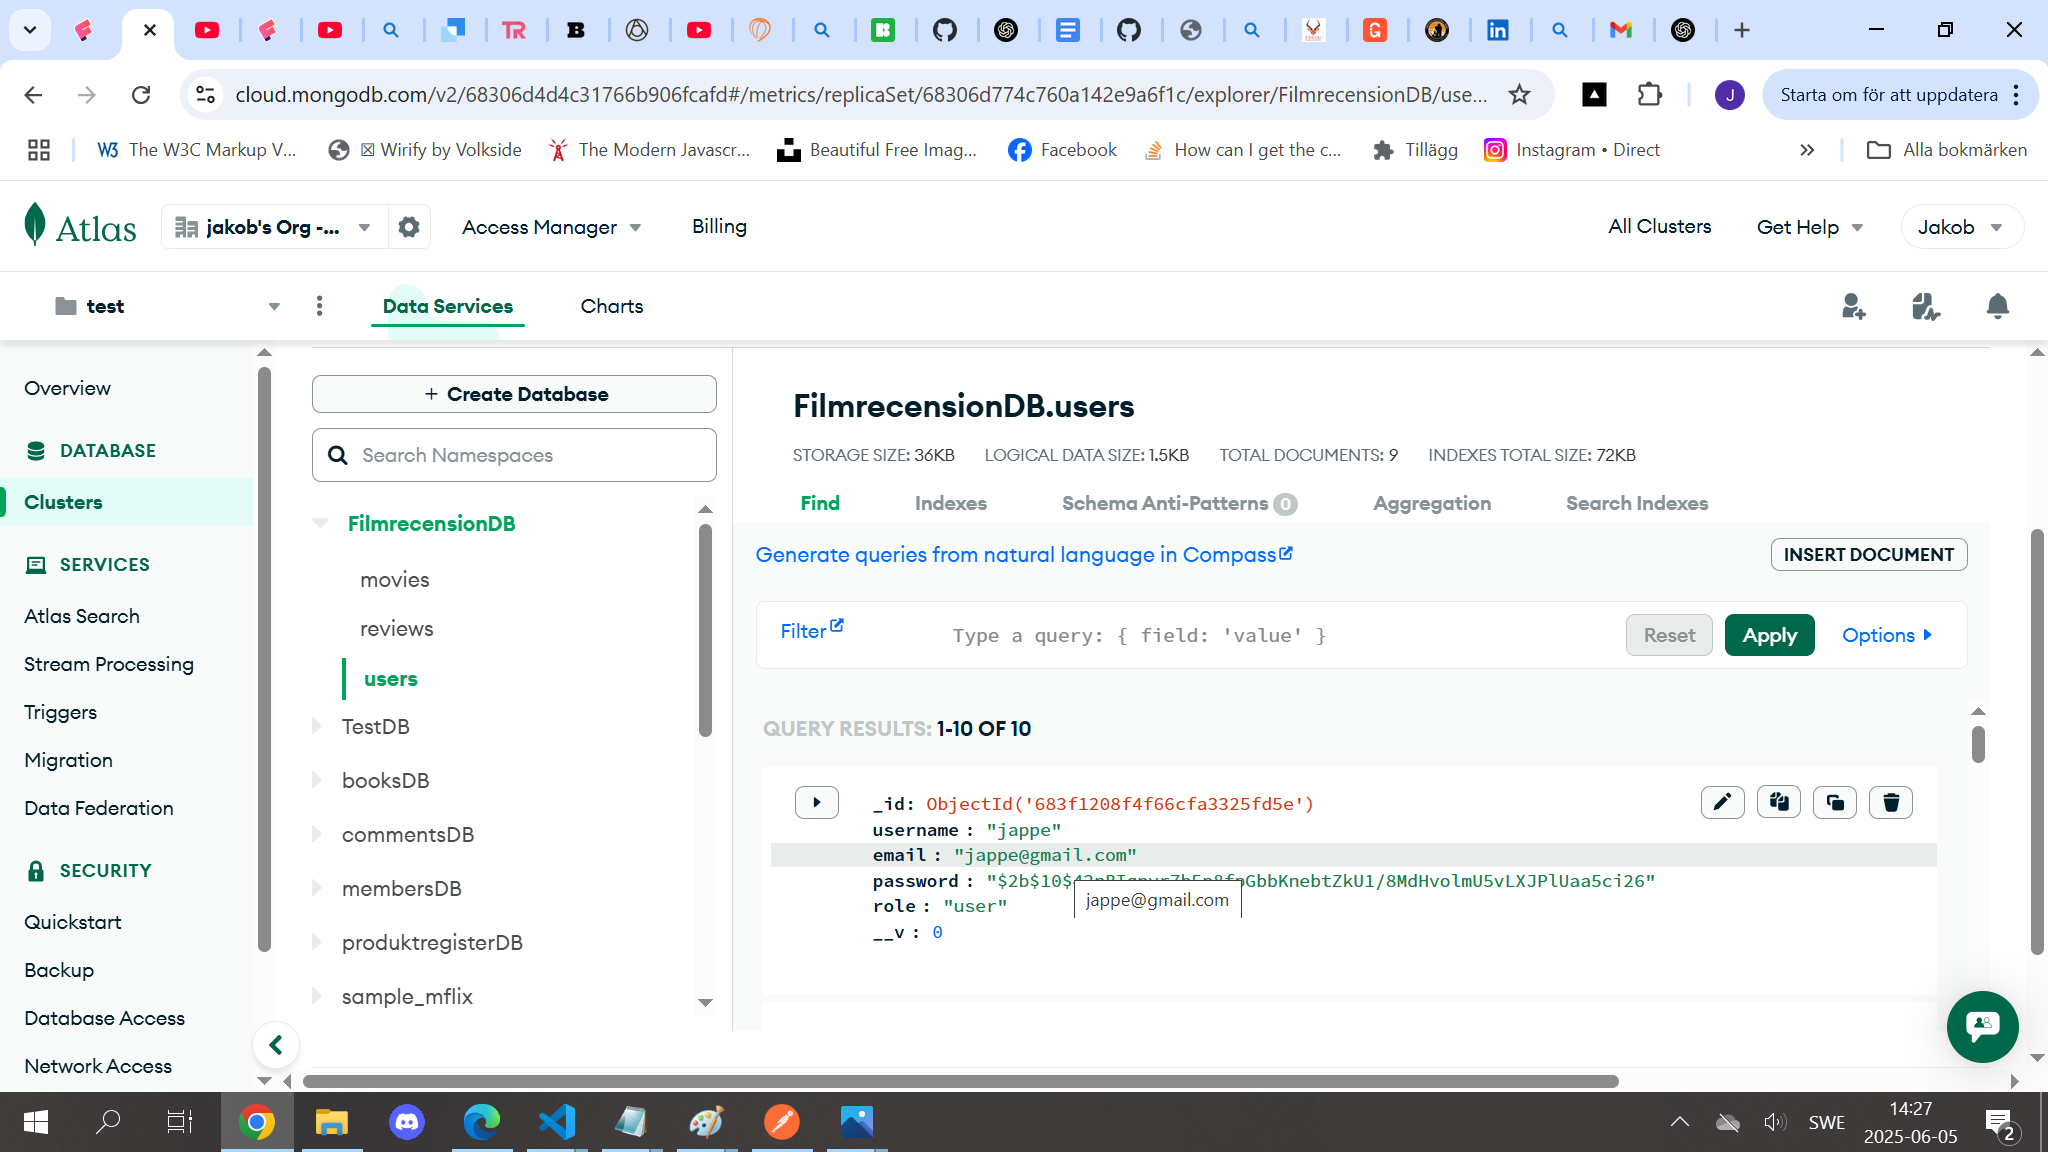 cloud.mongodb.com/v2/68306d4d4c31766b906fcafd#/metrics/replicaSet/68306d774c760a142e9a6f1c/explorer/FilmrecensionDB/use...
J
Starta om för att uppdatera
The W3C Markup V...
Wirify by Volkside
The Modern Javascr...
Beautiful Free Imag...
Facebook
How can I get the c...
Tillägg
Instagram • Direct
Alla bokmärken
Atlas
jakob's Org -...
Access Manager
Billing
All Clusters
Get Help
Jakob
test
Data Services
Charts
Overview
DATABASE
Clusters
SERVICES
Atlas Search
Stream Processing
Triggers
Migration
Data Federation
SECURITY
Quickstart
Backup
Database Access
Network Access
+ Create Database
Search Namespaces
FilmrecensionDB
movies
reviews
users
TestDB
booksDB
commentsDB
membersDB
produktregisterDB
sample_mflix
FilmrecensionDB.users
STORAGE SIZE: 36KB LOGICAL DATA SIZE: 1.5KB TOTAL DOCUMENTS: 9 INDEXES TOTAL SIZE: 72KB
Find Indexes Schema Anti-Patterns 0 Aggregation Search Indexes
Generate queries from natural language in Compass
INSERT DOCUMENT
Filter
Type a query: { field: 'value' }
Reset
Apply
Options
QUERY RESULTS: 1-10 OF 10
_id: ObjectId('683f1208f4f66cfa3325fd5e')
username : "jappe"
email : "jappe@gmail.com"
password :
role : "user"
jappe@gmail.com
__v : 0
SWE
14:27
2025-06-05
2